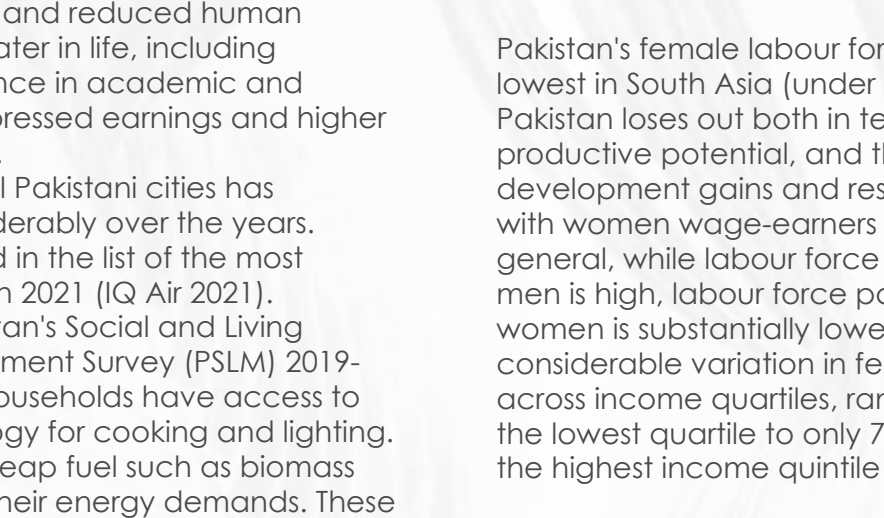 and reduced human
ater in life, including
nce in academic and
pressed earnings and higher
.
l Pakistani cities has
derably over the years.
d in the list of the most
n 2021 (IQ Air 2021).
tan's Social and Living
ment Survey (PSLM) 2019-
ouseholds have access to
ogy for cooking and lighting.
eap fuel such as biomass
heir energy demands. These
Pakistan's female labour for
lowest in South Asia (under
Pakistan loses out both in te
productive potential, and th
development gains and res
with women wage-earners
general, while labour force
men is high, labour force pa
women is substantially lowe
considerable variation in fe
across income quartiles, ran
the lowest quartile to only 7
the highest income quintile